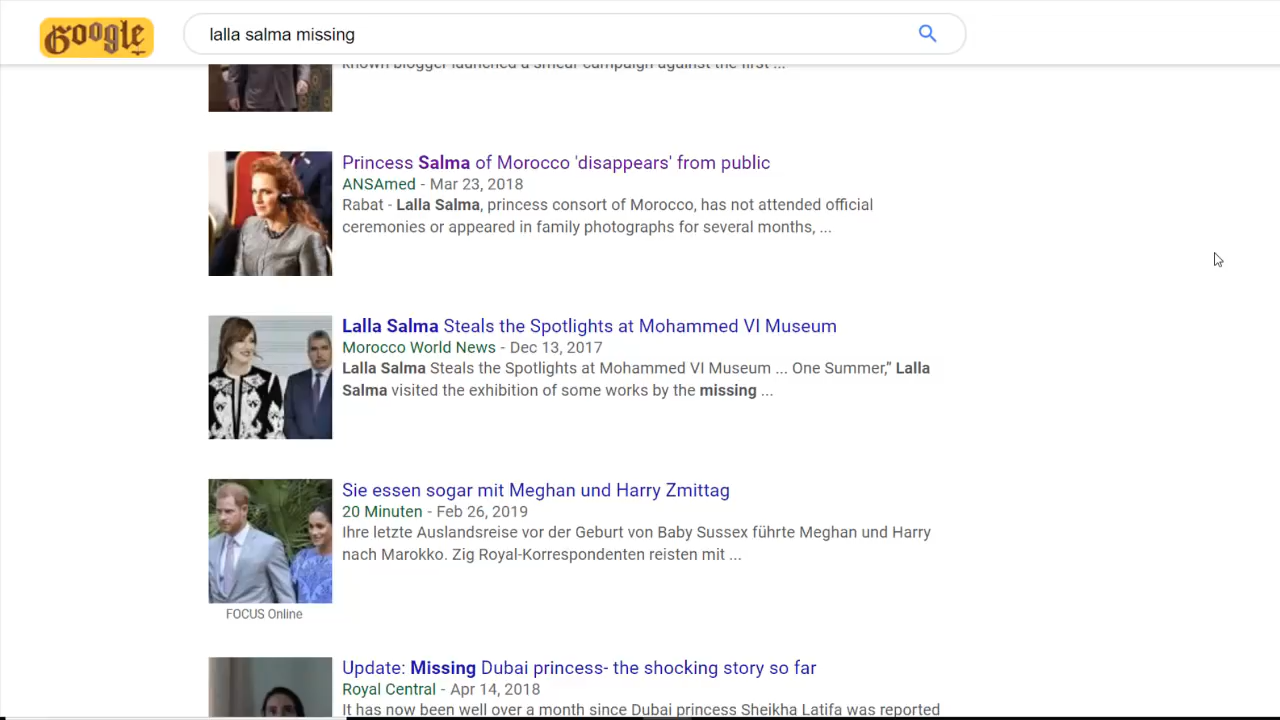 Google
lalla salma missing
known blogger launched a smear campaign against the first ...
Princess Salma of Morocco 'disappears' from public
ANSAmed - Mar 23, 2018
Rabat - Lalla Salma, princess consort of Morocco, has not attended official
ceremonies or appeared in family photographs for several months, ...
Lalla Salma Steals the Spotlights at Mohammed VI Museum
Morocco World News - Dec 13, 2017
Lalla Salma Steals the Spotlights at Mohammed VI Museum ... One Summer,” Lalla
Salma visited the exhibition of some works by the missing ...
Sie essen sogar mit Meghan und Harry Zmittag
20 Minuten - Feb 26, 2019
Ihre letzte Auslandsreise vor der Geburt von Baby Sussex führte Meghan und Harry
nach Marokko. Zig Royal-Korrespondenten reisten mit ...
FOCUS Online
Update: Missing Dubai princess- the shocking story so far
Royal Central - Apr 14, 2018
It has now been well over a month since Dubai princess Sheikha Latifa was reported